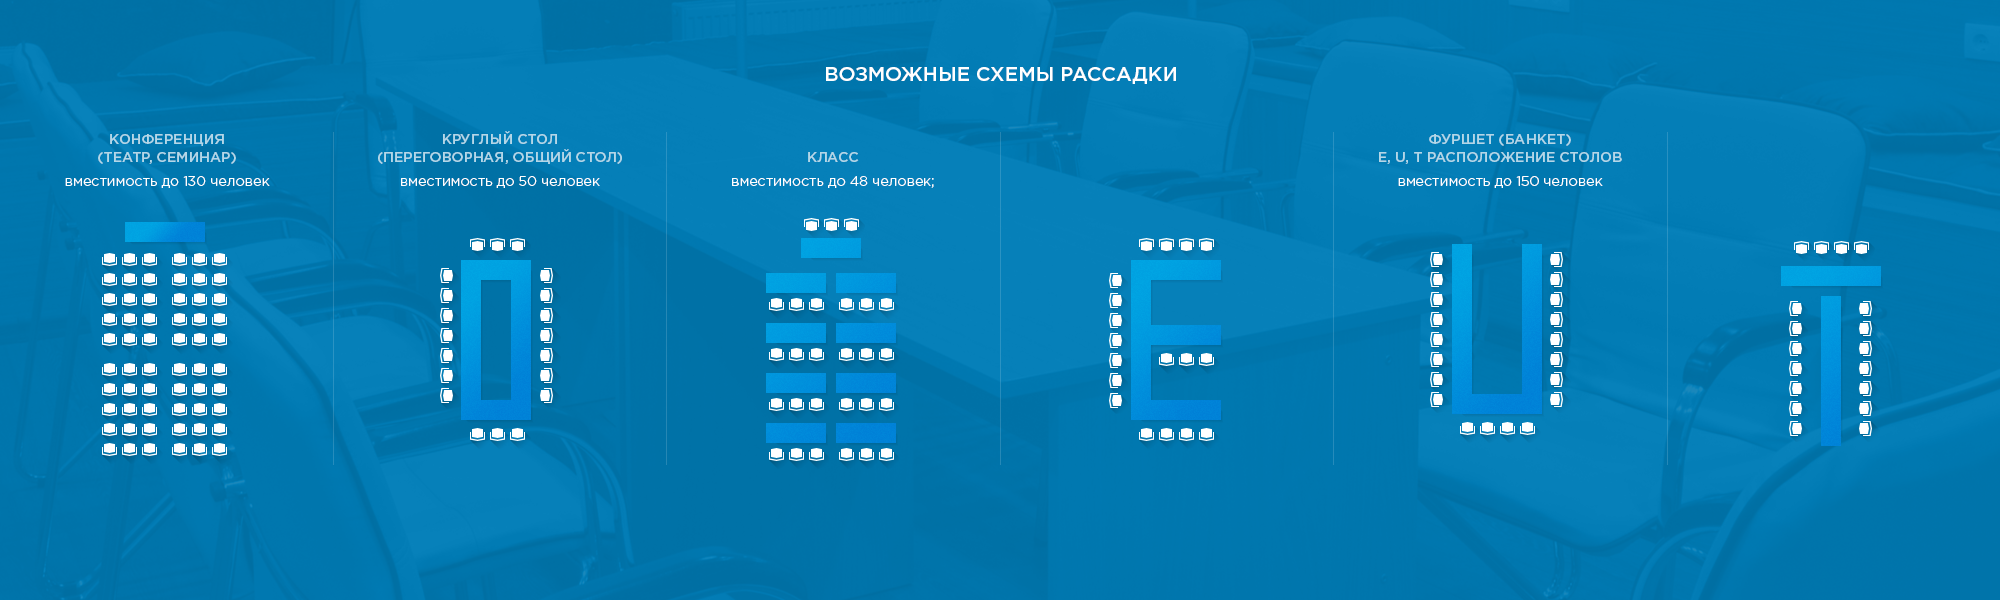 ВОЗМОЖНЫЕ СХЕМЫ РАССАДКИ
КОНФЕРЕНЦИЯ
(ТЕАТР, СЕМИНАР)
вместимость до 130 человек
КРУГЛЫЙ СТОЛ
(ПЕРЕГОВОРНАЯ, ОБЩИЙ СТОЛ)
вместимость до 50 человек
КЛАСС
вместимость до 48 человек;
ФУРШЕТ (БАНКЕТ)
E, U, T РАСПОЛОЖЕНИЕ СТОЛОВ
вместимость до 150 человек